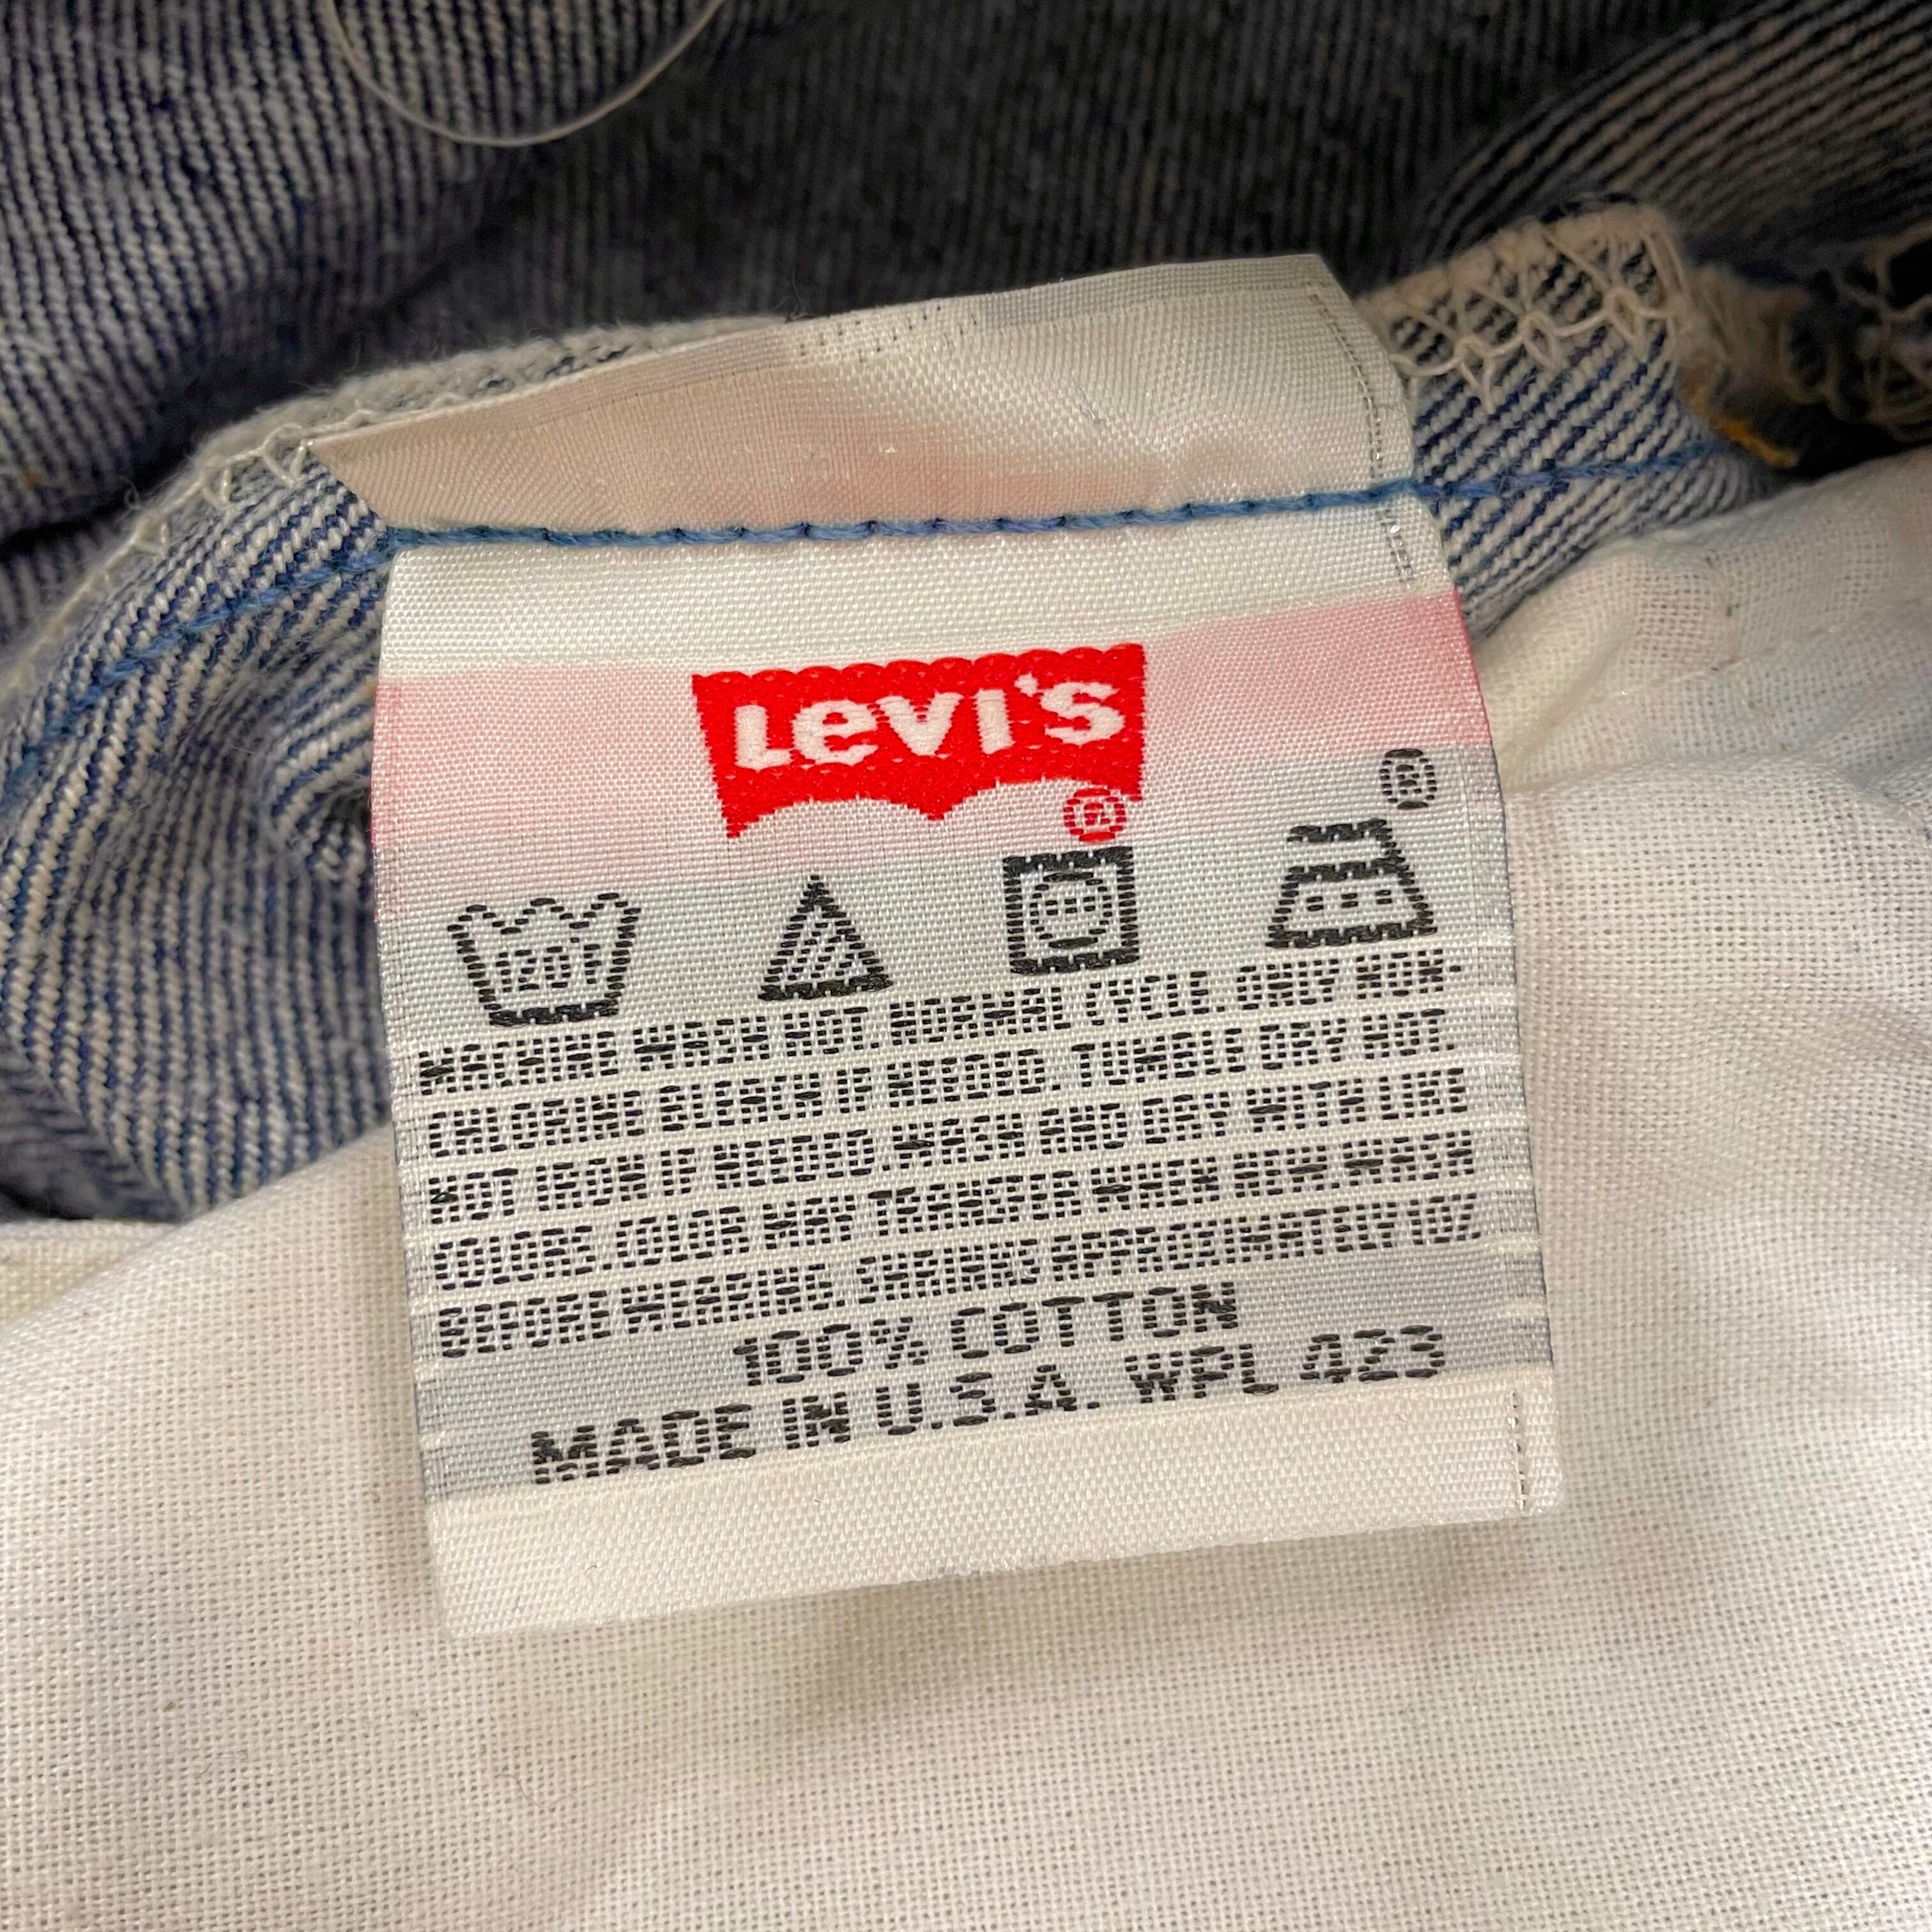 Levi's
®
®
120
MACHINE WASH HOT. NORMAL CYCLE. ONLY NON-
CHLORINE BLEACH IF NEEDED. TUMBLE DRY HOT.
HOT IRON IF NEEDED. WASH AND DRY WITH LIKE
COLORS. COLOR MAY TRANSFER WHEN NEW. WASH
BEFORE WEARING. SHRINKS APPROXIMATELY 10%
100% COTTON
MADE IN U.S.A. WPL 423